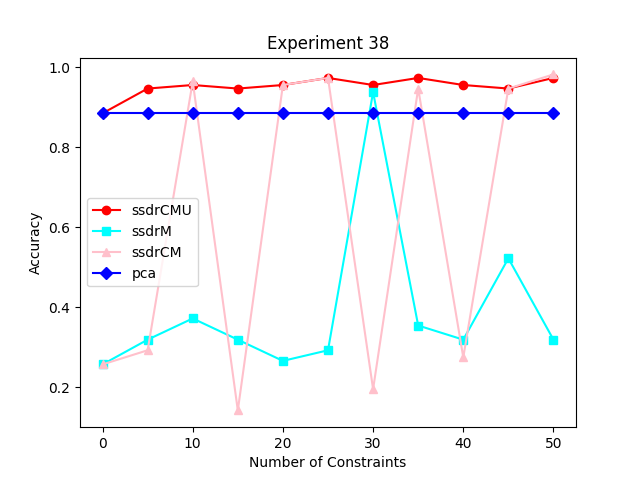 Experiment 38
1.0
0.8
0.6
0.4
0.2
Accuracy
ssdrCMU
ssdrM
ssdrCM
pca
0 10 20 30 40 50
Number of Constraints